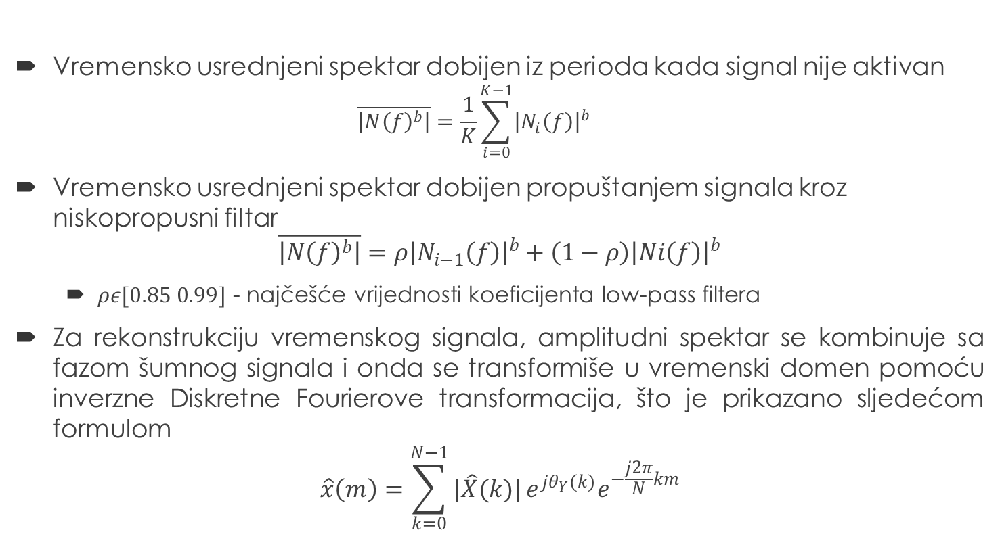 Vremensko usrednjeni spektar dobijen iz perioda kada signal nije aktivan
$\overline{|N(f)^b|} = \frac{1}{K}\sum_{i=0}^{K-1}|N_i(f)|^b$
Vremensko usrednjeni spektar dobijen propuštanjem signala kroz
niskopropusni filtar
$\overline{|N(f)^b|} = \rho|N_{i-1}(f)|^b + (1-\rho)|Ni(f)|^b$
$\rho\epsilon[0.85\ 0.99]$ - najčešće vrijednosti koeficijenta low-pass filtera
Za rekonstrukciju vremenskog signala, amplitudni spektar se kombinuje sa
fazom šumnog signala i onda se transformiše u vremenski domen pomoću
inverzne Diskretne Fourierove transformacija, što je prikazano sljedećom
formulom
$\hat{x}(m) = \sum_{k=0}^{N-1}|\hat{X}(k)|\, e^{j\theta_Y(k)} e^{-\frac{j2\pi}{N}km}$